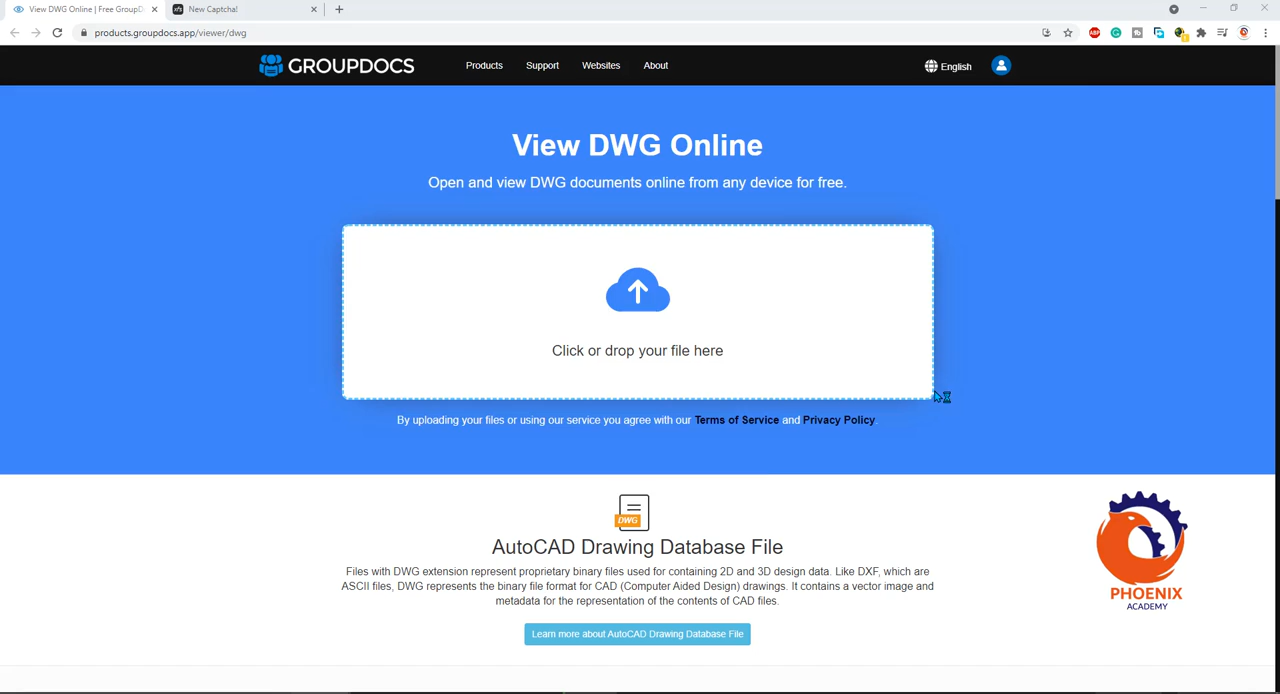 View DWG Online | Free GroupD
New Captcha!
products.groupdocs.app/viewer/dwg
ABP
GROUPDOCS
Products
Support
Websites
About
English
View DWG Online
Open and view DWG documents online from any device for free.
Click or drop your file here
By uploading your files or using our service you agree with our Terms of Service and Privacy Policy.
DWG
AutoCAD Drawing Database File
Files with DWG extension represent proprietary binary files used for containing 2D and 3D design data. Like DXF, which are
ASCII files, DWG represents the binary file format for CAD (Computer Aided Design) drawings. It contains a vector image and
metadata for the representation of the contents of CAD files.
Learn more about AutoCAD Drawing Database File
PHOENIX
ACADEMY